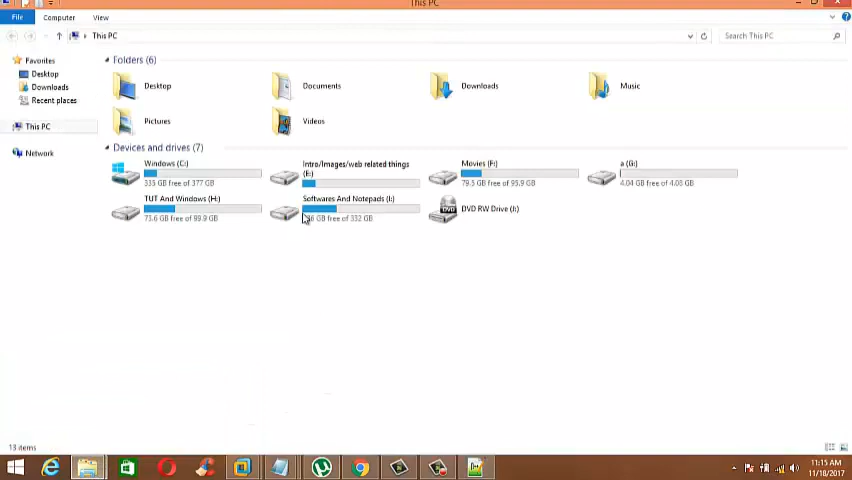 This PC
File Computer View
This PC Search This PC
Favorites
Desktop
Downloads
Recent places
This PC
Network
Folders (6)
Desktop Documents Downloads Music
Pictures Videos
Devices and drives (7)
Windows (C:)
335 GB free of 377 GB
Intro/Images/web related things
(E:)
Movies (F:)
79.5 GB free of 95.9 GB
a (G:)
4.04 GB free of 4.08 GB
TUT And Windows (H:)
73.6 GB free of 99.9 GB
Softwares And Notepads (I:)
GB free of 332 GB
DVD RW Drive (J:)
DVD
13 items
11:15 AM
11/18/2017